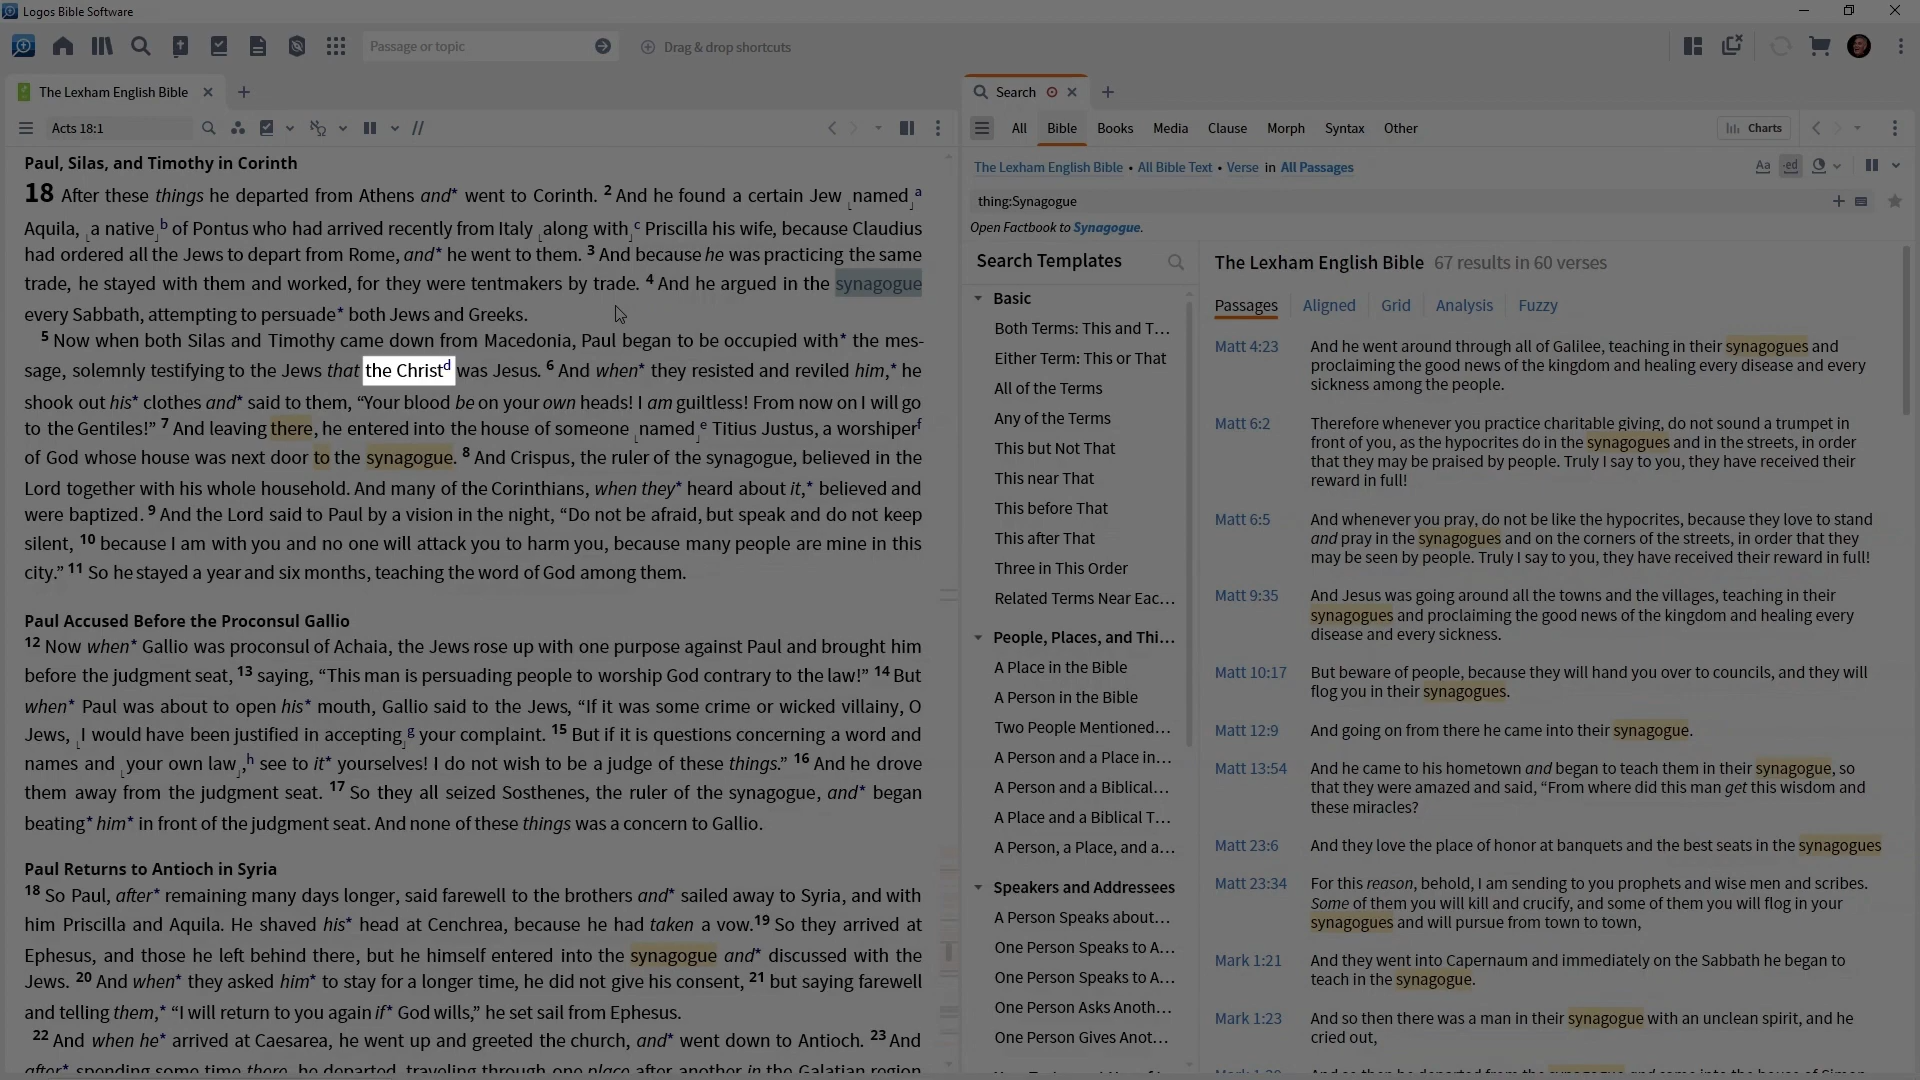 Logos Bible Software
Passage or topic
Drag & drop shortcuts
The Lexham English Bible
Acts 18:1
Paul, Silas, and Timothy in Corinth
18 After these things he departed from Athens and* went to Corinth. 2 And he found a certain Jew ⌞named⌟a
Aquila, ⌞a native⌟b of Pontus who had arrived recently from Italy ⌞along with⌟c Priscilla his wife, because Claudius
had ordered all the Jews to depart from Rome, and* he went to them. 3 And because he was practicing the same
trade, he stayed with them and worked, for they were tentmakers by trade. 4 And he argued in the synagogue
every Sabbath, attempting to persuade* both Jews and Greeks.
5 Now when both Silas and Timothy came down from Macedonia, Paul began to be occupied with* the mes-
sage, solemnly testifying to the Jews that the Christd was Jesus. 6 And when* they resisted and reviled him,* he
shook out his* clothes and* said to them, “Your blood be on your own heads! I am guiltless! From now on I will go
to the Gentiles!” 7 And leaving there, he entered into the house of someone ⌞named⌟e Titius Justus, a worshiperf
of God whose house was next door to the synagogue. 8 And Crispus, the ruler of the synagogue, believed in the
Lord together with his whole household. And many of the Corinthians, when they* heard about it,* believed and
were baptized. 9 And the Lord said to Paul by a vision in the night, “Do not be afraid, but speak and do not keep
silent, 10 because I am with you and no one will attack you to harm you, because many people are mine in this
city.” 11 So he stayed a year and six months, teaching the word of God among them.
Paul Accused Before the Proconsul Gallio
12 Now when* Gallio was proconsul of Achaia, the Jews rose up with one purpose against Paul and brought him
before the judgment seat, 13 saying, “This man is persuading people to worship God contrary to the law!” 14 But
when* Paul was about to open his* mouth, Gallio said to the Jews, “If it was some crime or wicked villainy, O
Jews, ⌞I would have been justified in accepting⌟g your complaint. 15 But if it is questions concerning a word and
names and ⌞your own law⌟,h see to it* yourselves! I do not wish to be a judge of these things.” 16 And he drove
them away from the judgment seat. 17 So they all seized Sosthenes, the ruler of the synagogue, and* began
beating* him* in front of the judgment seat. And none of these things was a concern to Gallio.
Paul Returns to Antioch in Syria
18 So Paul, after* remaining many days longer, said farewell to the brothers and* sailed away to Syria, and with
him Priscilla and Aquila. He shaved his* head at Cenchrea, because he had taken a vow.19 So they arrived at
Ephesus, and those he left behind there, but he himself entered into the synagogue and* discussed with the
Jews. 20 And when* they asked him* to stay for a longer time, he did not give his consent, 21 but saying farewell
and telling them,* “I will return to you again if* God wills,” he set sail from Ephesus.
22 And when he* arrived at Caesarea, he went up and greeted the church, and* went down to Antioch. 23 And
after* spending some time there, he departed, traveling through one place after another in the Galatian region
Search
All Bible Books Media Clause Morph Syntax Other
Charts
The Lexham English Bible • All Bible Text • Verse in All Passages
Aa
-ed
thing:Synagogue
Open Factbook to Synagogue.
Search Templates
Basic
Both Terms: This and T…
Either Term: This or That
All of the Terms
Any of the Terms
This but Not That
This near That
This before That
This after That
Three in This Order
Related Terms Near Eac…
People, Places, and Thi…
A Place in the Bible
A Person in the Bible
Two People Mentioned…
A Person and a Place in…
A Person and a Biblical…
A Place and a Biblical T…
A Person, a Place, and a…
Speakers and Addressees
A Person Speaks about…
One Person Speaks to A…
One Person Speaks to A…
One Person Asks Anoth…
One Person Gives Anot…
The Lexham English Bible 67 results in 60 verses
Passages Aligned Grid Analysis Fuzzy
Matt 4:23 And he went around through all of Galilee, teaching in their synagogues and
proclaiming the good news of the kingdom and healing every disease and every
sickness among the people.
Matt 6:2 Therefore whenever you practice charitable giving, do not sound a trumpet in
front of you, as the hypocrites do in the synagogues and in the streets, in order
that they may be praised by people. Truly I say to you, they have received their
reward in full!
Matt 6:5 And whenever you pray, do not be like the hypocrites, because they love to stand
and pray in the synagogues and on the corners of the streets, in order that they
may be seen by people. Truly I say to you, they have received their reward in full!
Matt 9:35 And Jesus was going around all the towns and the villages, teaching in their
synagogues and proclaiming the good news of the kingdom and healing every
disease and every sickness.
Matt 10:17 But beware of people, because they will hand you over to councils, and they will
flog you in their synagogues.
Matt 12:9 And going on from there he came into their synagogue.
Matt 13:54 And he came to his hometown and began to teach them in their synagogue, so
that they were amazed and said, “From where did this man get this wisdom and
these miracles?
Matt 23:6 And they love the place of honor at banquets and the best seats in the synagogues
Matt 23:34 For this reason, behold, I am sending to you prophets and wise men and scribes.
Some of them you will kill and crucify, and some of them you will flog in your
synagogues and will pursue from town to town,
Mark 1:21 And they went into Capernaum and immediately on the Sabbath he began to
teach in the synagogue.
Mark 1:23 And so then there was a man in their synagogue with an unclean spirit, and he
cried out,